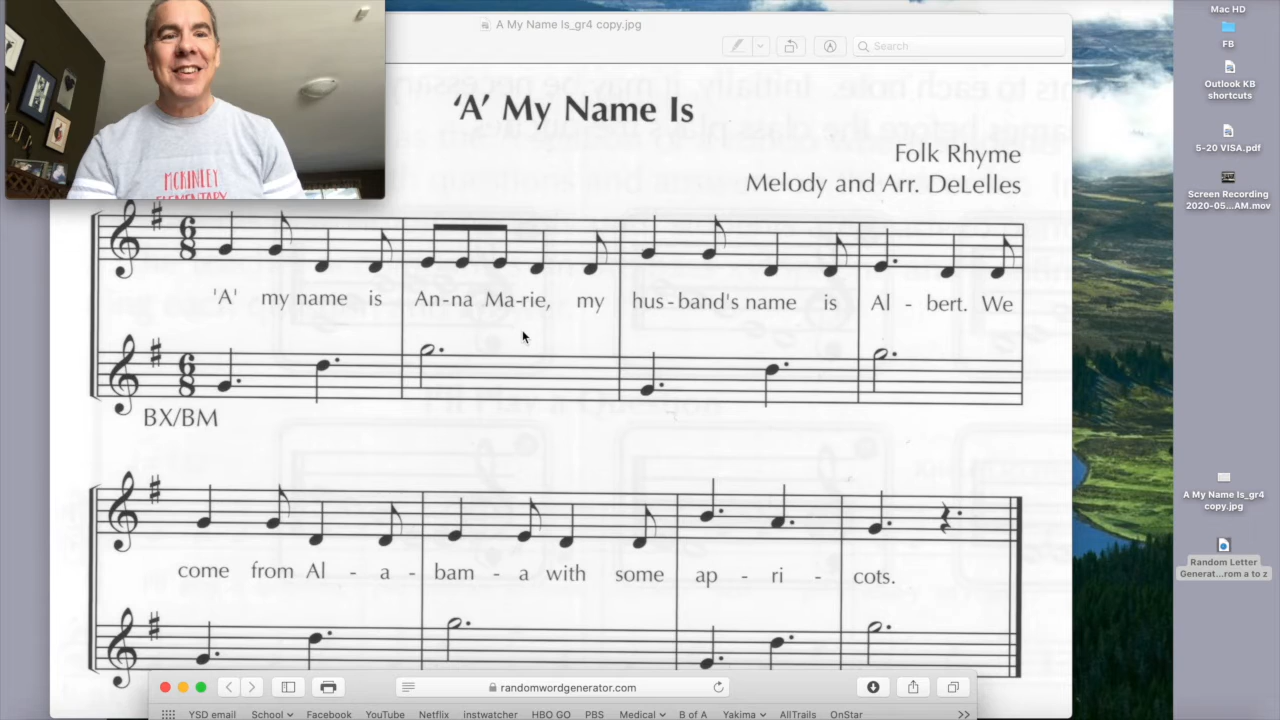 A My Name Is_gr4 copy.jpg
Search
Mac HD
FB
Outlook KB
shortcuts
5-20 VISA.pdf
Screen Recording
2020-05...AM.mov
A My Name Is_gr4
copy.jpg
Random Letter
Generat...rom a to z
MCKINLEY
ELEMENTARY
'A' My Name Is
Folk Rhyme
Melody and Arr. DeLelles
6
8
'A' my name is An-na Ma-rie, my hus-band's name is Al - bert. We
6
8
BX/BM
come from Al - a - bam - a with some ap - ri - cots.
randomwordgenerator.com
YSD email School Facebook YouTube Netflix instwatcher HBO GO PBS Medical B of A Yakima AllTrails OnStar